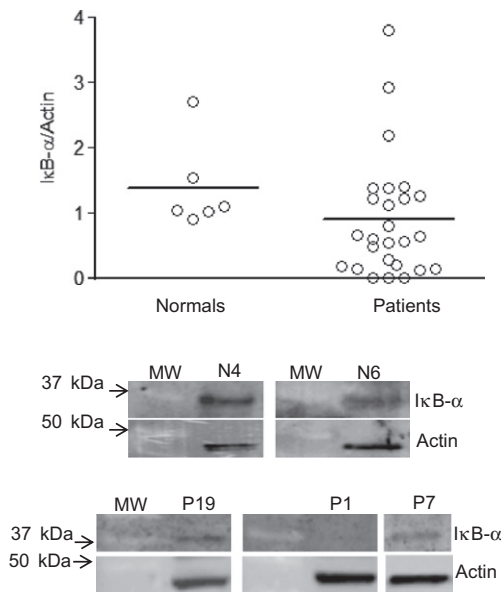 4
3
2
1
0
IκB-α/Actin
Normals Patients
MW N4 MW N6
37 kDa
IκB-α
50 kDa
Actin
MW P19 P1 P7
37 kDa
IκB-α
50 kDa
Actin